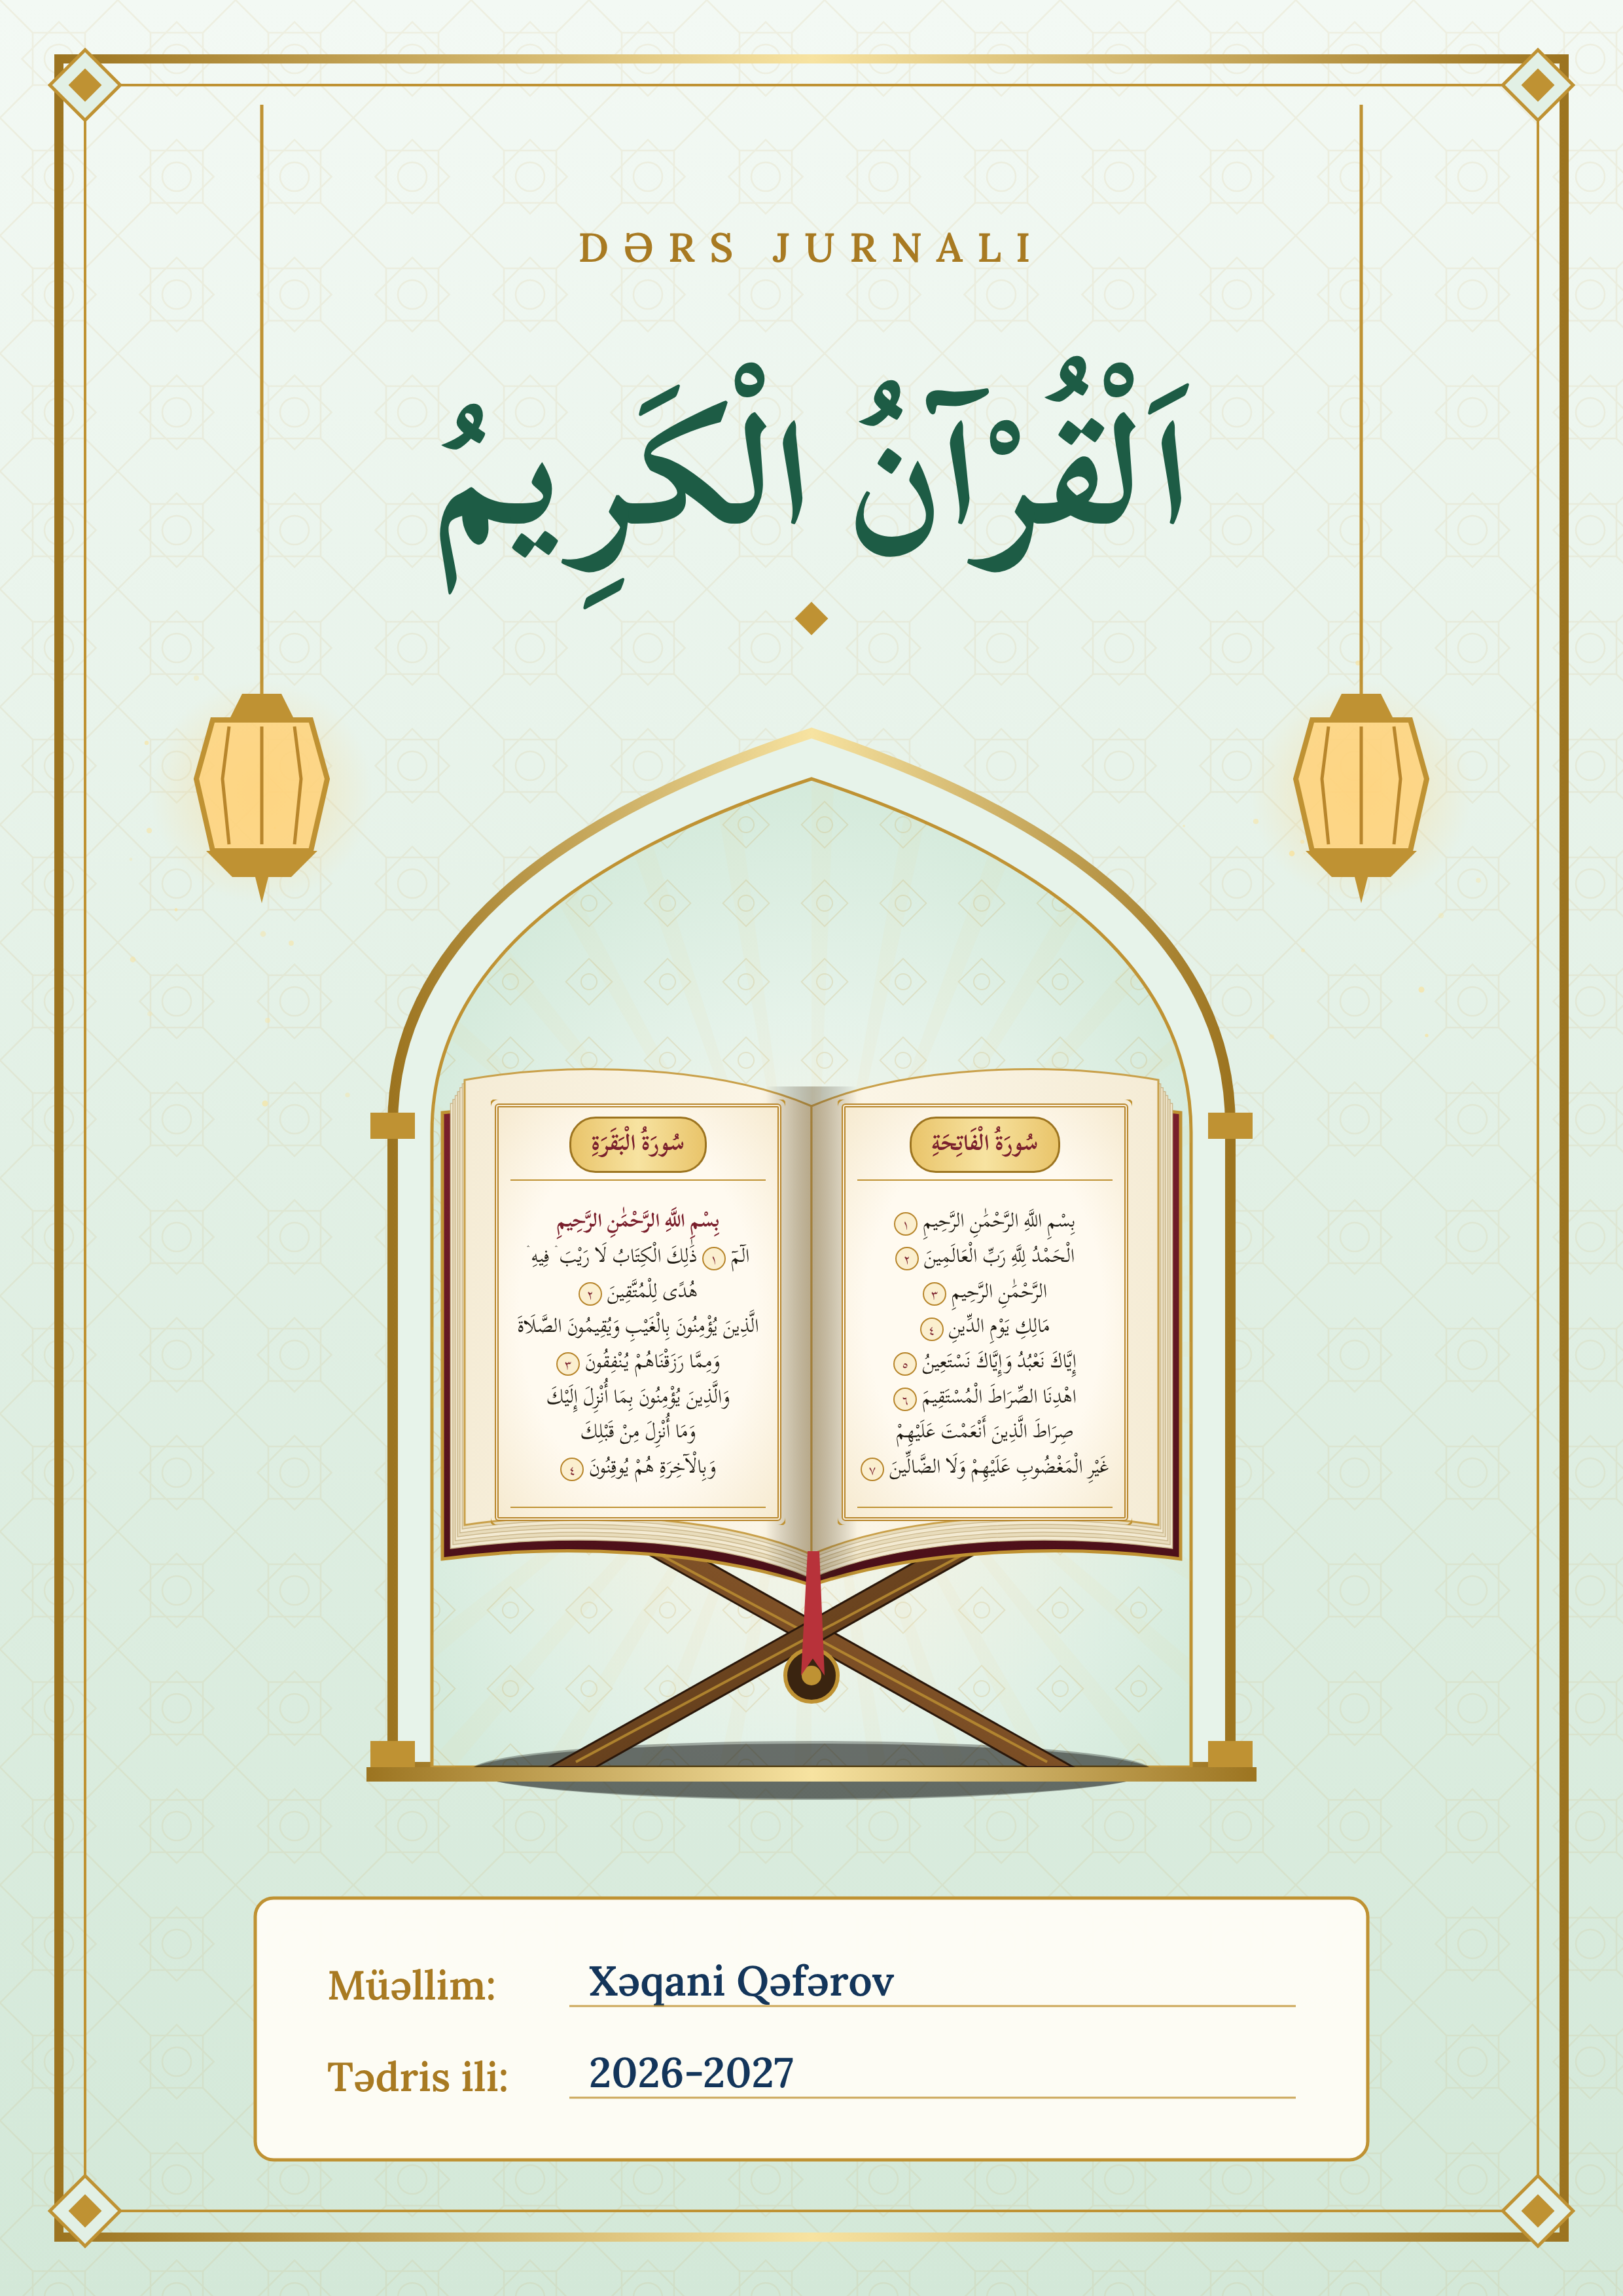 DƏRS JURNALI
اَلْقُرْآنُ الْكَرِيمُ
سُورَةُ الْفَاتِحَةِ
بِسْمِ اللَّهِ الرَّحْمَٰنِ الرَّحِيمِ ١
الْحَمْدُ لِلَّهِ رَبِّ الْعَالَمِينَ ٢
الرَّحْمَٰنِ الرَّحِيمِ ٣
مَالِكِ يَوْمِ الدِّينِ ٤
إِيَّاكَ نَعْبُدُ وَإِيَّاكَ نَسْتَعِينُ ٥
اهْدِنَا الصِّرَاطَ الْمُسْتَقِيمَ ٦
صِرَاطَ الَّذِينَ أَنْعَمْتَ عَلَيْهِمْ
غَيْرِ الْمَغْضُوبِ عَلَيْهِمْ وَلَا الضَّالِّينَ ٧
سُورَةُ الْبَقَرَةِ
بِسْمِ اللَّهِ الرَّحْمَٰنِ الرَّحِيمِ
الٓمٓ ١ ذَٰلِكَ الْكِتَابُ لَا رَيْبَ ۛ فِيهِ ۛ
هُدًى لِلْمُتَّقِينَ ٢
الَّذِينَ يُؤْمِنُونَ بِالْغَيْبِ وَيُقِيمُونَ الصَّلَاةَ
وَمِمَّا رَزَقْنَاهُمْ يُنْفِقُونَ ٣
وَالَّذِينَ يُؤْمِنُونَ بِمَا أُنْزِلَ إِلَيْكَ
وَمَا أُنْزِلَ مِنْ قَبْلِكَ
وَبِالْآخِرَةِ هُمْ يُوقِنُونَ ٤
Müəllim: Xəqani Qəfərov
Tədris ili: 2026-2027